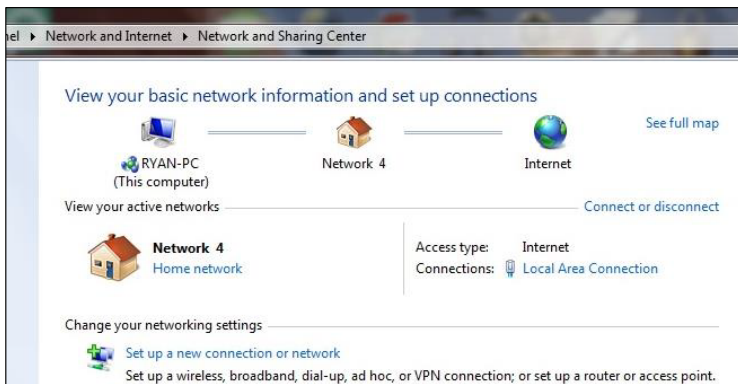 nel ▸ Network and Internet ▸ Network and Sharing Center
View your basic network information and set up connections
See full map
RYAN-PC
(This computer)
Network 4
Internet
View your active networks
Connect or disconnect
Network 4
Home network
Access type: Internet
Connections: Local Area Connection
Change your networking settings
Set up a new connection or network
Set up a wireless, broadband, dial-up, ad hoc, or VPN connection; or set up a router or access point.